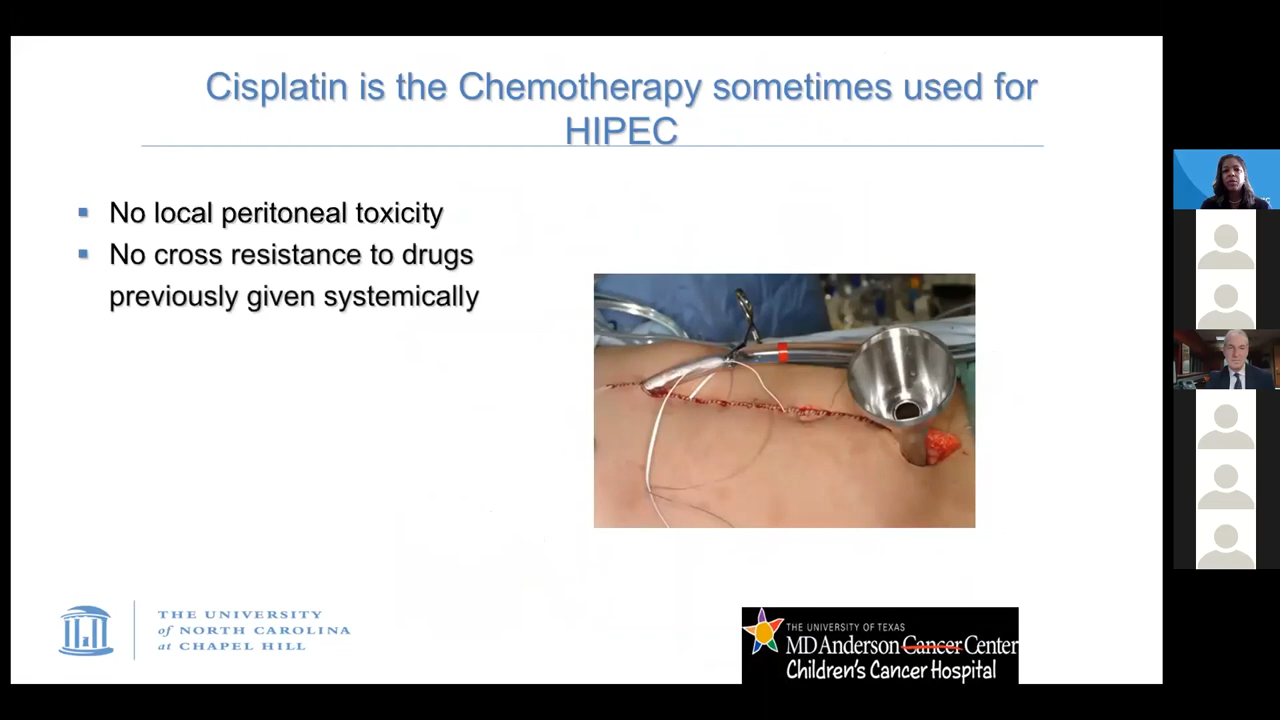 Cisplatin is the Chemotherapy sometimes used for
HIPEC
No local peritoneal toxicity
No cross resistance to drugs
previously given systemically
THE UNIVERSITY
of NORTH CAROLINA
at CHAPEL HILL
THE UNIVERSITY OF TEXAS
MD Anderson Cancer Center
Children's Cancer Hospital